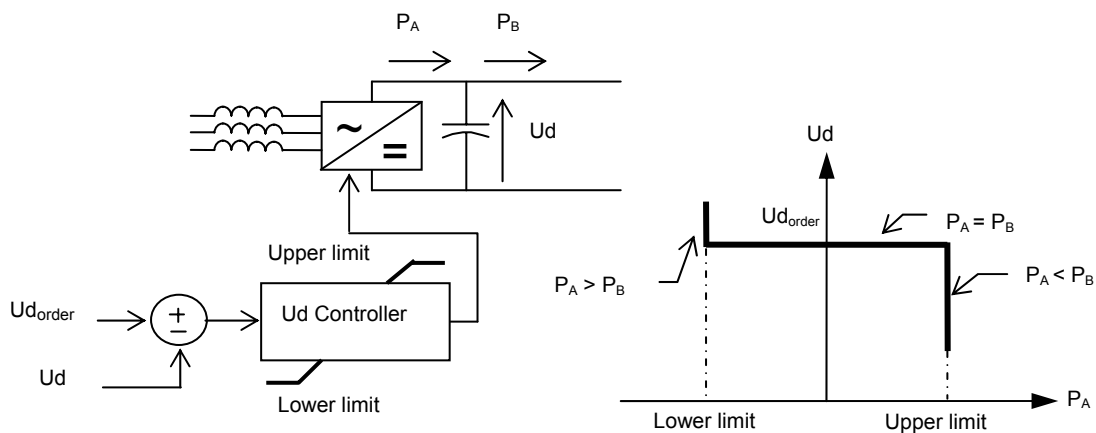 P_A
P_B
~
=
Ud
Upper limit
Ud_order
+
−
Ud Controller
Ud
Lower limit
Ud
Ud_order
P_A = P_B
P_A > P_B
P_A < P_B
P_A
Lower limit
Upper limit